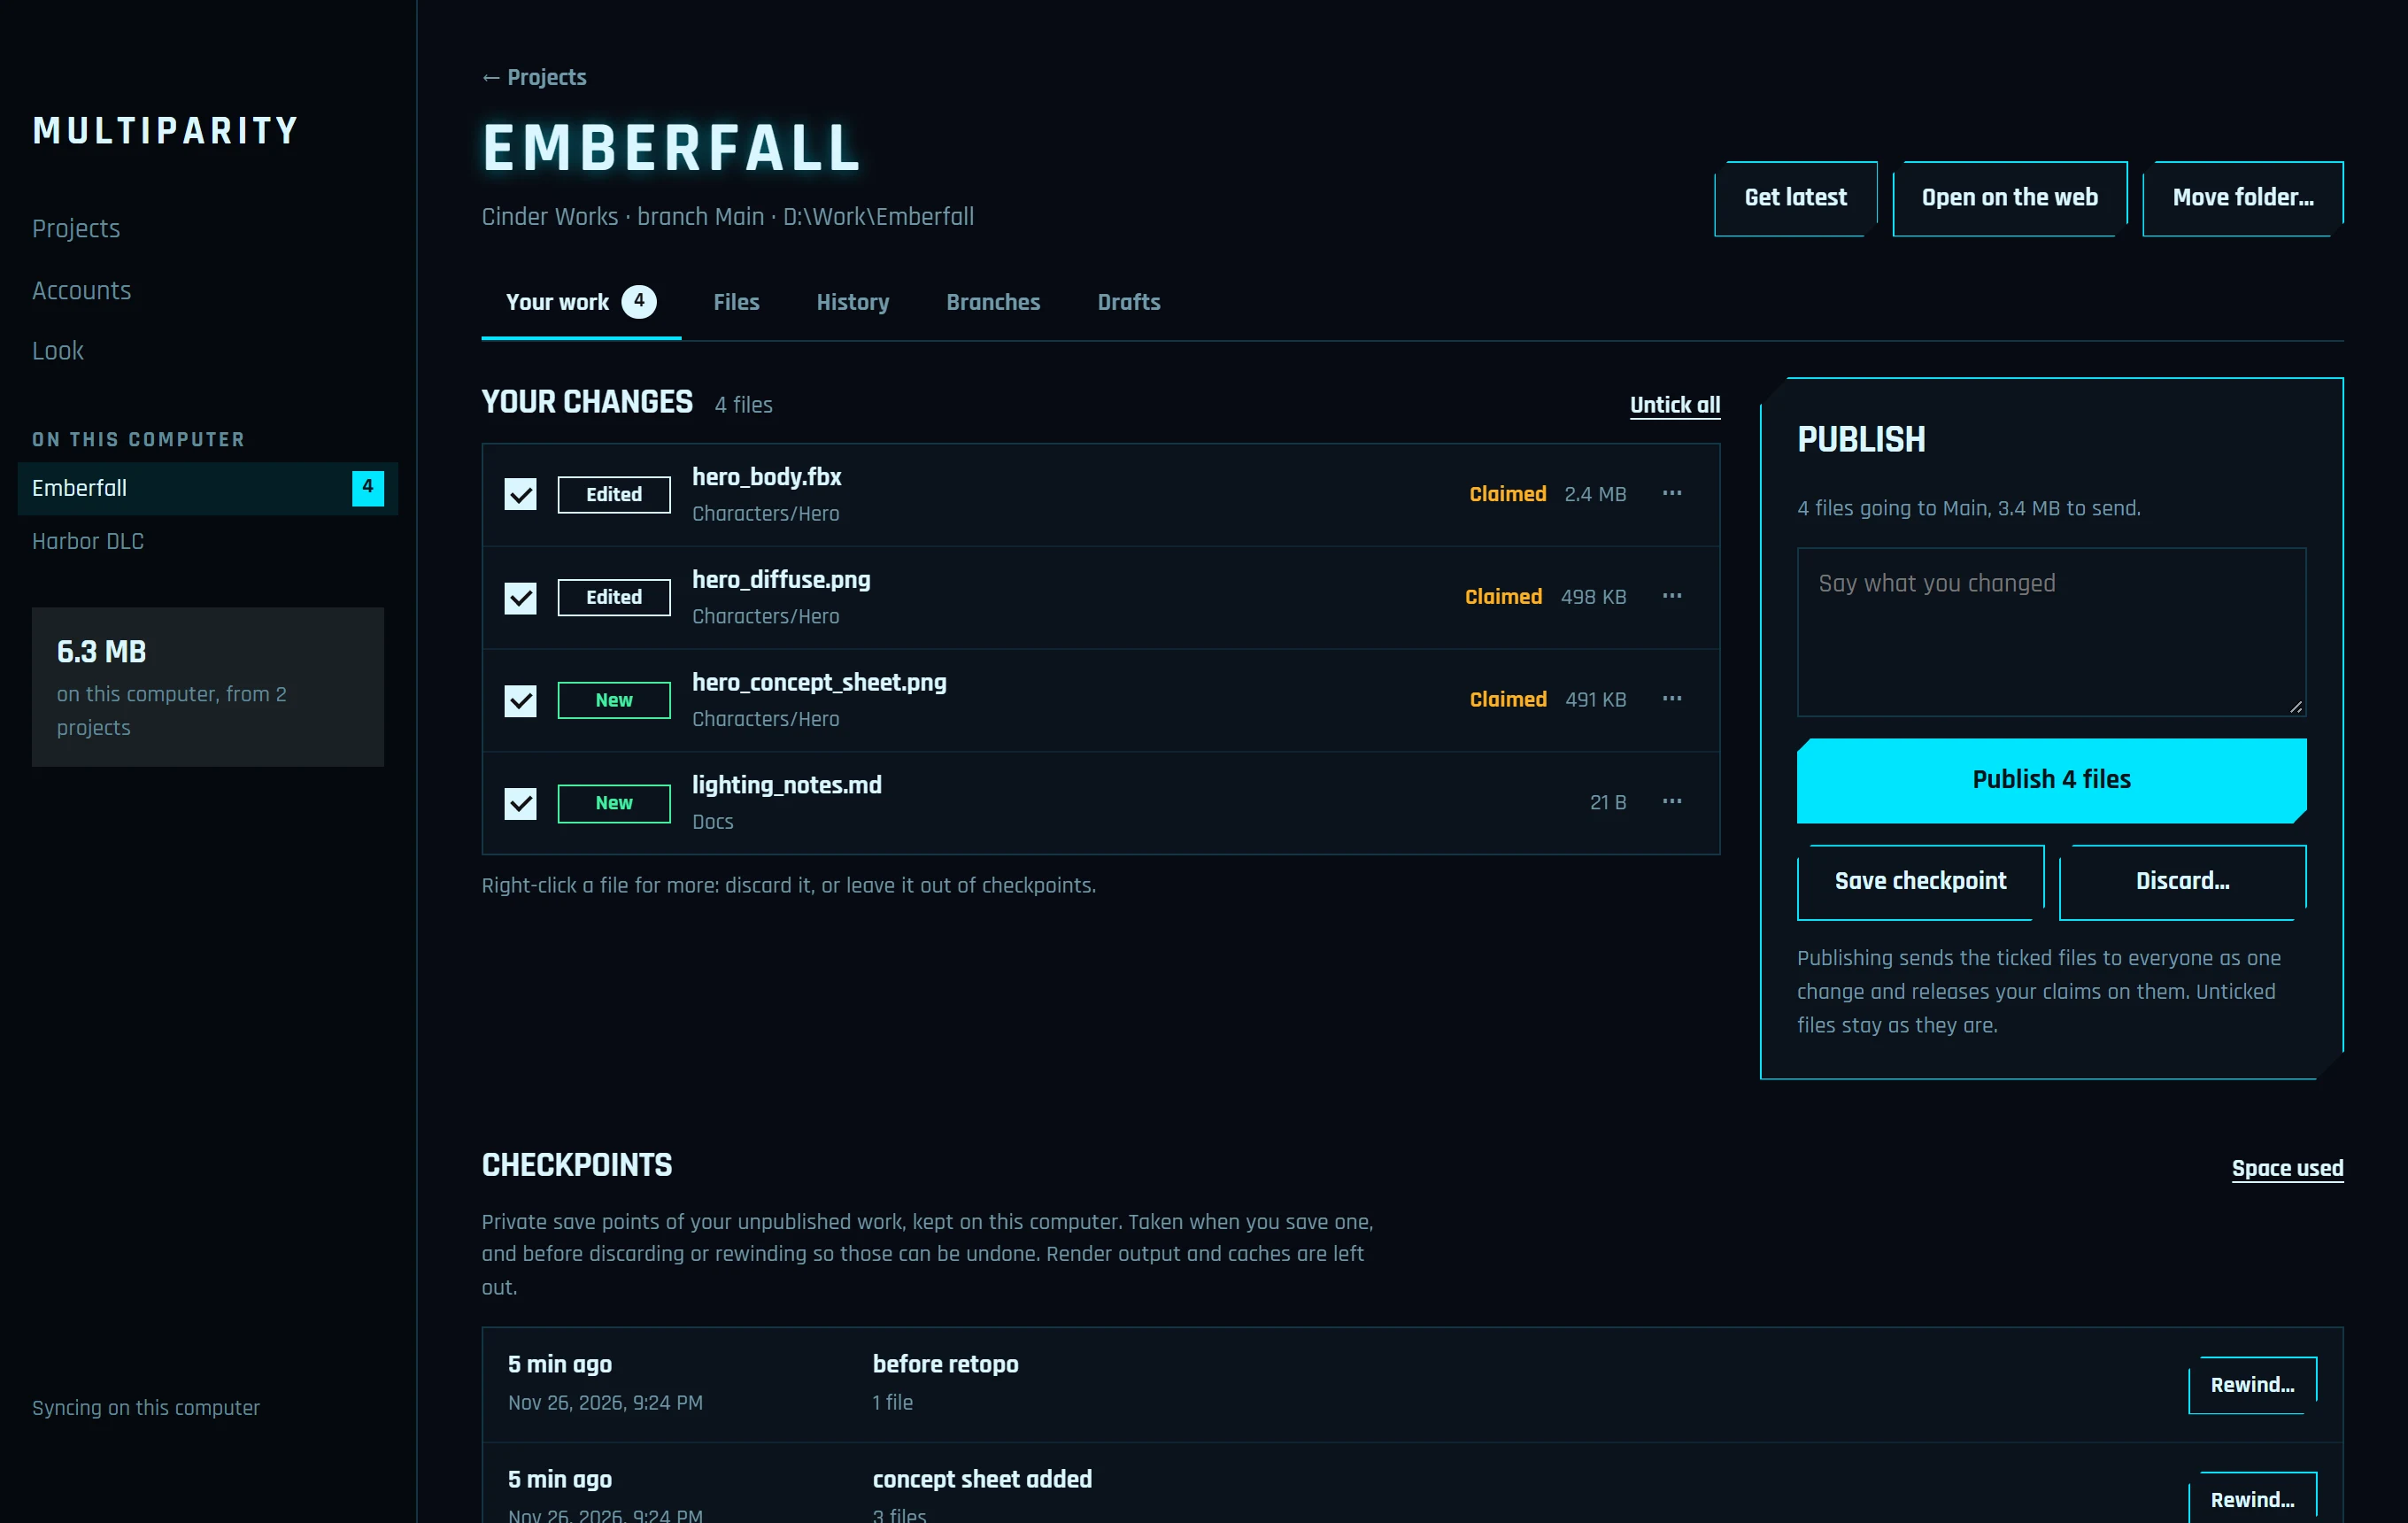 MULTIPARITY
Projects
Accounts
Look
ON THIS COMPUTER
Emberfall 4
Harbor DLC
6.3 MB
on this computer, from 2
projects
Syncing on this computer
← Projects
EMBERFALL
Cinder Works · branch Main · D:\Work\Emberfall
Get latest
Open on the web
Move folder...
Your work 4
Files
History
Branches
Drafts
YOUR CHANGES 4 files
Untick all
Edited
hero_body.fbx
Characters/Hero
Claimed 2.4 MB ...
Edited
hero_diffuse.png
Characters/Hero
Claimed 498 KB ...
New
hero_concept_sheet.png
Characters/Hero
Claimed 491 KB ...
New
lighting_notes.md
Docs
21 B ...
Right-click a file for more: discard it, or leave it out of checkpoints.
PUBLISH
4 files going to Main, 3.4 MB to send.
Say what you changed
Publish 4 files
Save checkpoint
Discard...
Publishing sends the ticked files to everyone as one
change and releases your claims on them. Unticked
files stay as they are.
CHECKPOINTS
Space used
Private save points of your unpublished work, kept on this computer. Taken when you save one,
and before discarding or rewinding so those can be undone. Render output and caches are left
out.
5 min ago
Nov 26, 2026, 9:24 PM
before retopo
1 file
Rewind...
5 min ago
Nov 26, 2026, 9:24 PM
concept sheet added
3 files
Rewind...